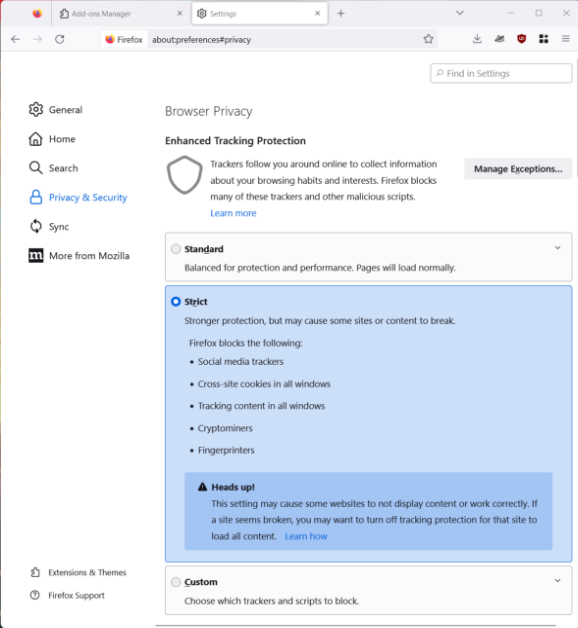 Add-ons Manager
Settings
Firefox
about:preferences#privacy
Find in Settings
General
Home
Search
Privacy & Security
Sync
More from Mozilla
Extensions & Themes
Firefox Support
Browser Privacy
Enhanced Tracking Protection
Trackers follow you around online to collect information
about your browsing habits and interests. Firefox blocks
many of these trackers and other malicious scripts.
Learn more
Manage Exceptions...
Standard
Balanced for protection and performance. Pages will load normally.
Strict
Stronger protection, but may cause some sites or content to break.
Firefox blocks the following:
• Social media trackers
• Cross-site cookies in all windows
• Tracking content in all windows
• Cryptominers
• Fingerprinters
Heads up!
This setting may cause some websites to not display content or work correctly. If
a site seems broken, you may want to turn off tracking protection for that site to
load all content. Learn how
Custom
Choose which trackers and scripts to block.